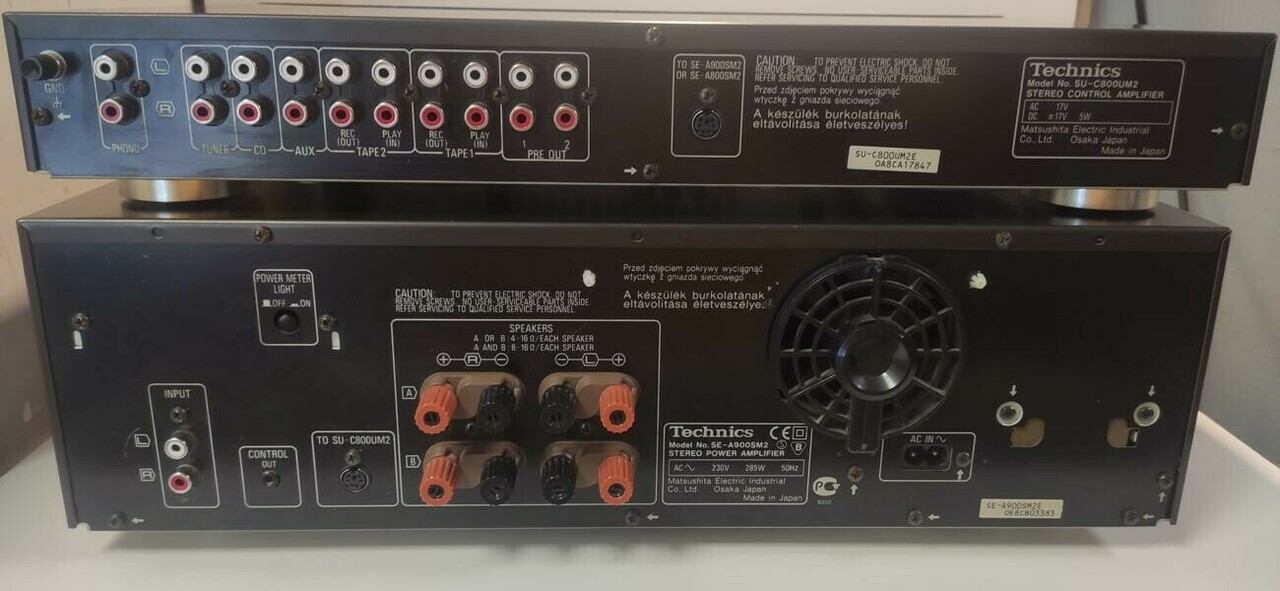 GND
PHONO
L
R
TUNER
CD
AUX
REC (OUT)
PLAY (IN)
TAPE2
REC (OUT)
PLAY (IN)
TAPE1
1
2
PRE OUT
TO SE-A900SM2
OR SE-A800SM2
CAUTION: TO PREVENT ELECTRIC SHOCK, DO NOT
REMOVE SCREWS. NO USER-SERVICEABLE PARTS INSIDE.
REFER SERVICING TO QUALIFIED SERVICE PERSONNEL.
Przed zdjęciem pokrywy wyciągnąć
wtyczkę z gniazda sieciowego.
A készülék burkolatának
eltávolitása életveszélyes!
SU-C800UM2E
0A8CA17847
Technics
Model No. SU-C800UM2
STEREO CONTROL AMPLIFIER
AC 17V
DC ±17V 5W
Matsushita Electric Industrial
Co., Ltd. Osaka Japan
Made in Japan
POWER METER
LIGHT
OFF ON
CAUTION: TO PREVENT ELECTRIC SHOCK, DO NOT
REMOVE SCREWS. NO USER-SERVICEABLE PARTS INSIDE.
REFER SERVICING TO QUALIFIED SERVICE PERSONNEL.
Przed zdjęciem pokrywy wyciągnąć
wtyczkę z gniazda sieciowego.
A készülék burkolatának
eltávolitása életveszélye
SPEAKERS
A OR B: 4-16Ω/EACH SPEAKER
A AND B: 8-16Ω/EACH SPEAKER
+ R − − L +
A
B
INPUT
L
R
CONTROL
OUT
TO SU-C800UM2
Technics CE
Model No. SE-A900SM2 S B
STEREO POWER AMPLIFIER
AC ∿ 230V 285W 50Hz
Matsushita Electric Industrial
Co., Ltd. Osaka Japan
Made in Japan
AC IN ∿
SE-A900SM2E
0E8CB03383